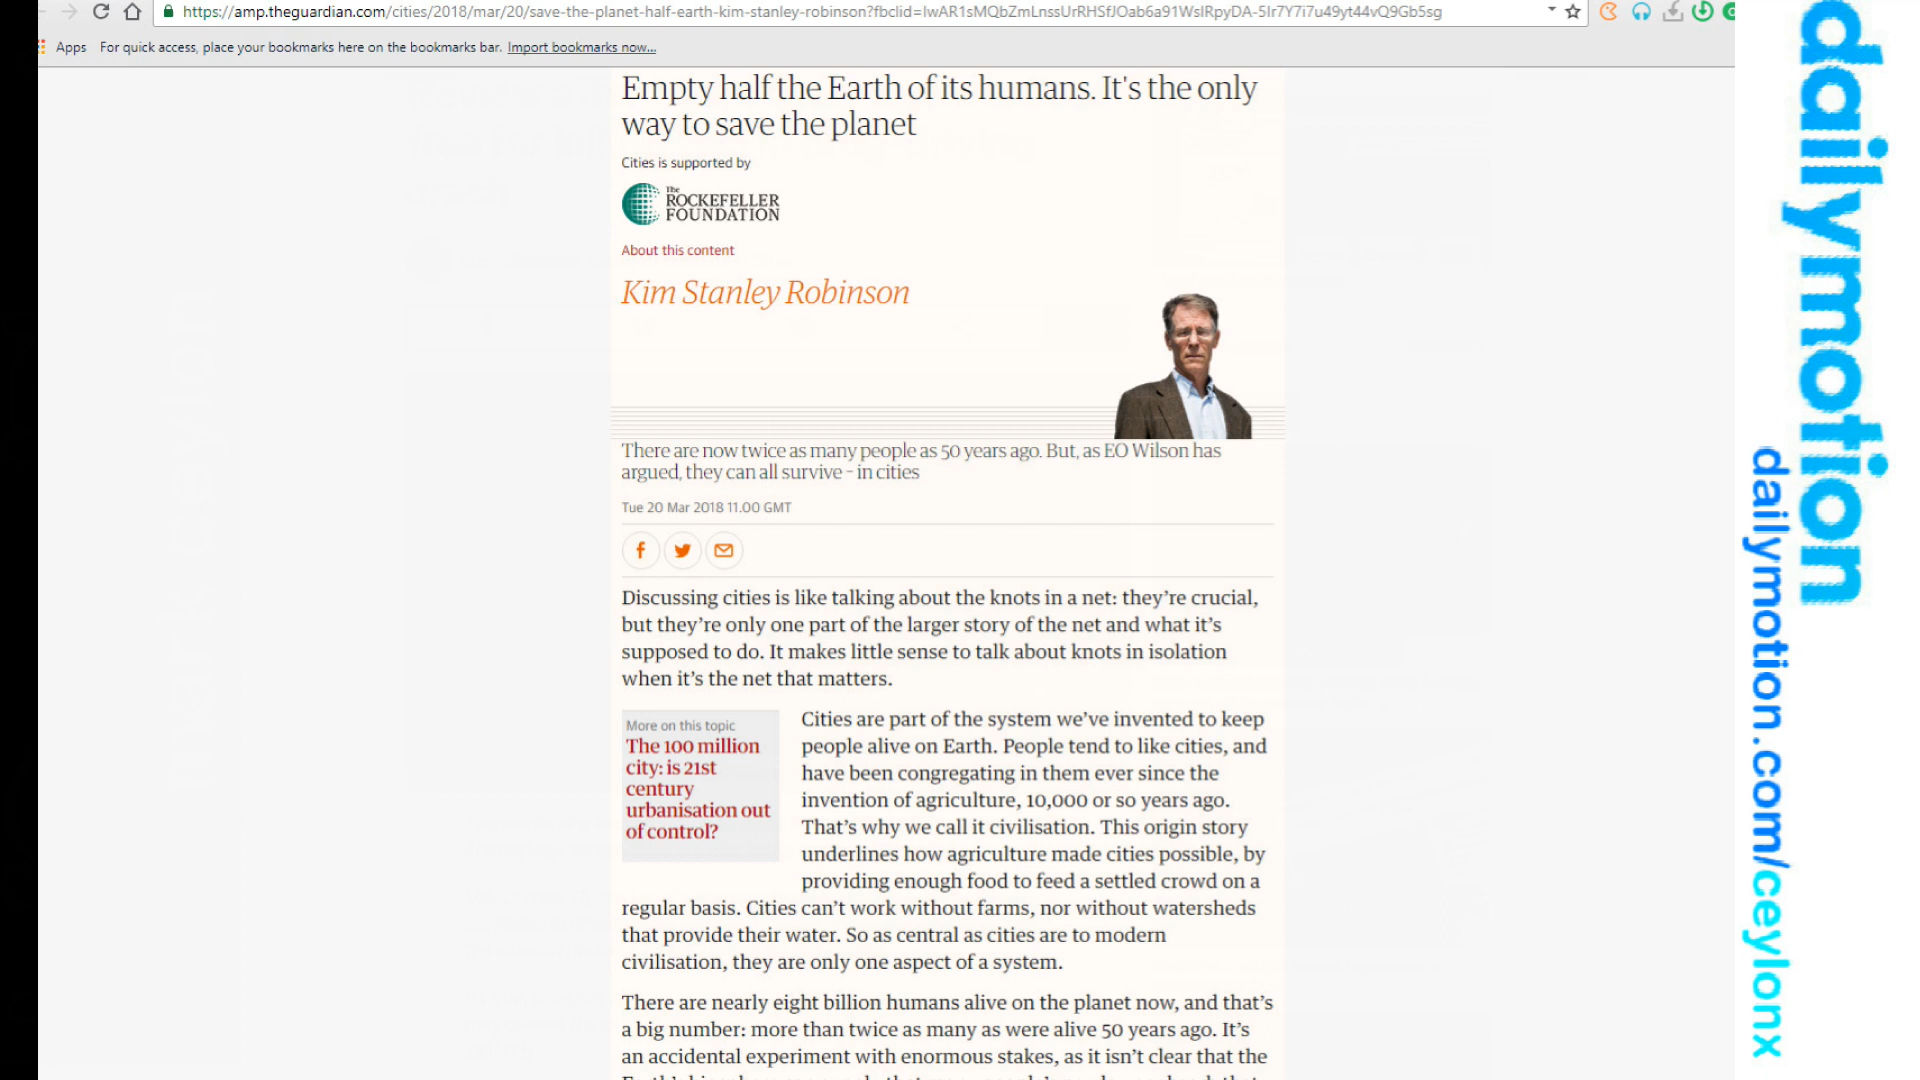 https://amp.theguardian.com/cities/2018/mar/20/save-the-planet-half-earth-kim-stanley-robinson?fbclid=IwAR1sMQbZmLnssUrRHSfJOab6a91WsIRpyDA-5Ir7Y7i7u49yt44vQ9Gb5sg
Apps For quick access, place your bookmarks here on the bookmarks bar. Import bookmarks now...
Empty half the Earth of its humans. It's the only
way to save the planet
Cities is supported by
The
ROCKEFELLER
FOUNDATION
About this content
Kim Stanley Robinson
There are now twice as many people as 50 years ago. But, as EO Wilson has
argued, they can all survive – in cities
Tue 20 Mar 2018 11.00 GMT
Discussing cities is like talking about the knots in a net: they’re crucial,
but they’re only one part of the larger story of the net and what it’s
supposed to do. It makes little sense to talk about knots in isolation
when it’s the net that matters.
More on this topic
The 100 million
city: is 21st
century
urbanisation out
of control?
Cities are part of the system we’ve invented to keep
people alive on Earth. People tend to like cities, and
have been congregating in them ever since the
invention of agriculture, 10,000 or so years ago.
That’s why we call it civilisation. This origin story
underlines how agriculture made cities possible, by
providing enough food to feed a settled crowd on a
regular basis. Cities can’t work without farms, nor without watersheds
that provide their water. So as central as cities are to modern
civilisation, they are only one aspect of a system.
There are nearly eight billion humans alive on the planet now, and that’s
a big number: more than twice as many as were alive 50 years ago. It’s
an accidental experiment with enormous stakes, as it isn’t clear that the
dailymotion
dailymotion.com/ceylonx